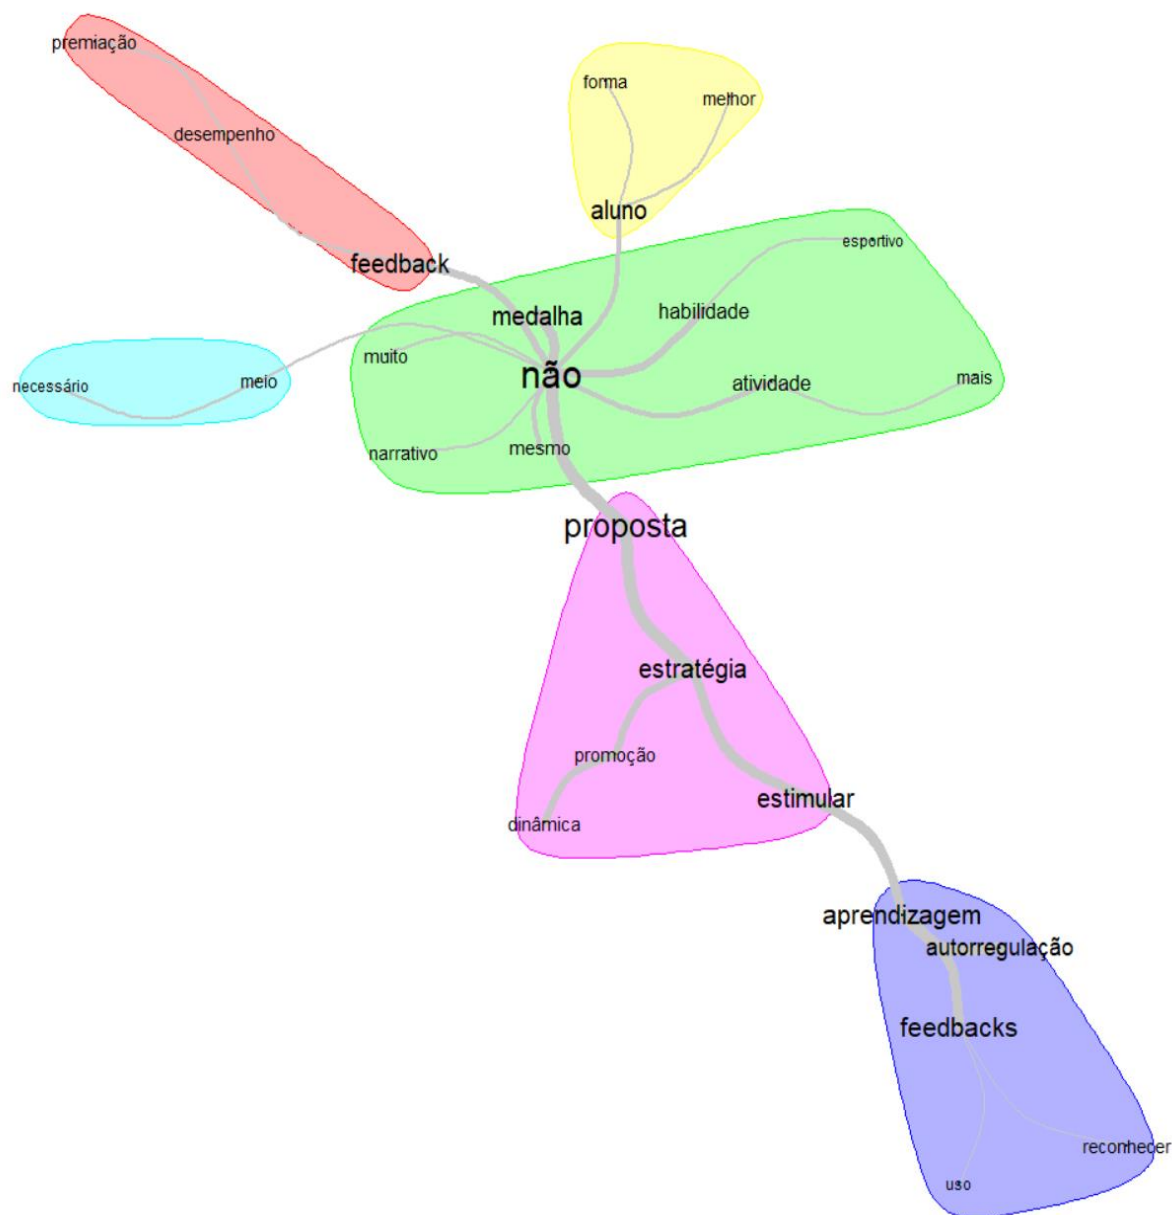 premiação
forma
melhor
desempenho
aluno
esportivo
feedback
habilidade
medalha
muito
não
necessário
meio
atividade
mais
narrativo
mesmo
proposta
estratégia
promoção
estimular
dinâmica
aprendizagem
autorregulação
feedbacks
reconhecer
uso